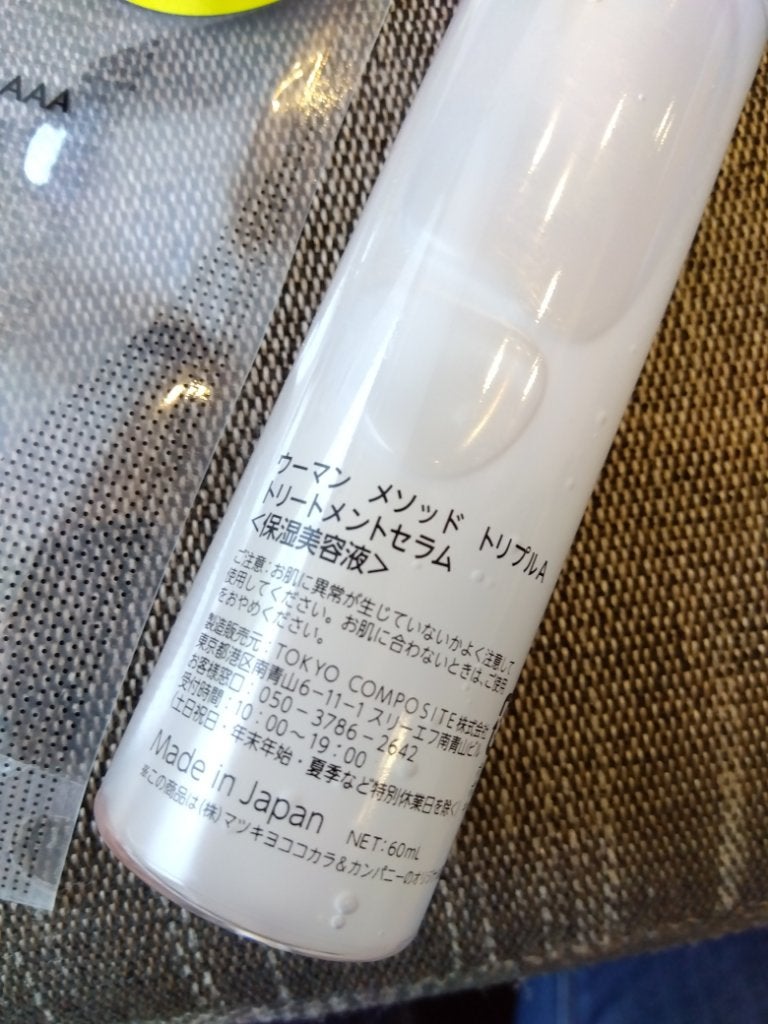 AAA
ウーマン メソッド トリプルA
トリートメントセラム
<保湿美容液>
ご注意:お肌に異常が生じていないかよく注意して
使用してください。お肌に合わないときは、ご使用
をおやめください。
製造販売元:TOKYO COMPOSITE株式会社
東京都港区南青山6-11-1 スリーエフ南青山ビル
お客様窓口:050-3786-2642
受付時間:10:00~19:00
(土日祝日・年末年始・夏季など特別休業日を除く)
Made in Japan NET:60mL
※この商品は(株)マツキヨココカラ&カンパニーのオリジナ